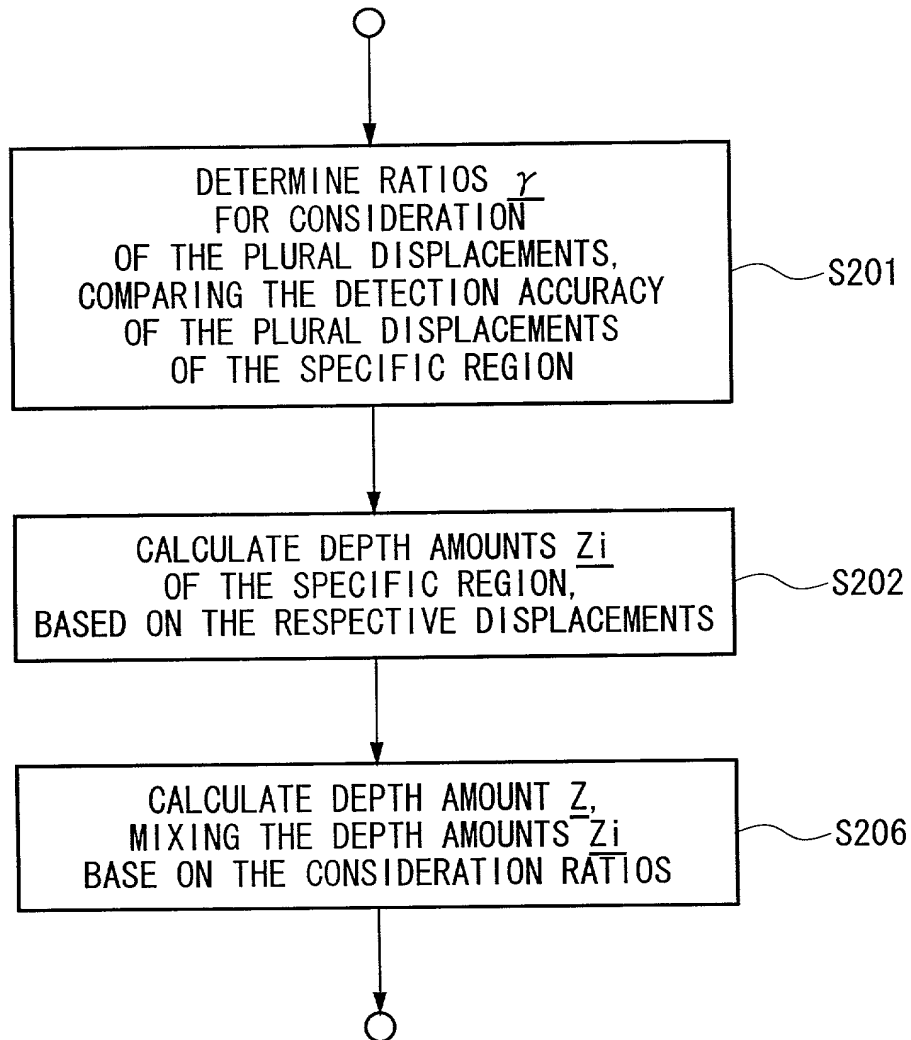 DETERMINE RATIOS γ
FOR CONSIDERATION
OF THE PLURAL DISPLACEMENTS,
COMPARING THE DETECTION ACCURACY
OF THE PLURAL DISPLACEMENTS
OF THE SPECIFIC REGION
S201
CALCULATE DEPTH AMOUNTS Zi
OF THE SPECIFIC REGION,
BASED ON THE RESPECTIVE DISPLACEMENTS
S202
CALCULATE DEPTH AMOUNT Z,
MIXING THE DEPTH AMOUNTS Zi
BASE ON THE CONSIDERATION RATIOS
S206